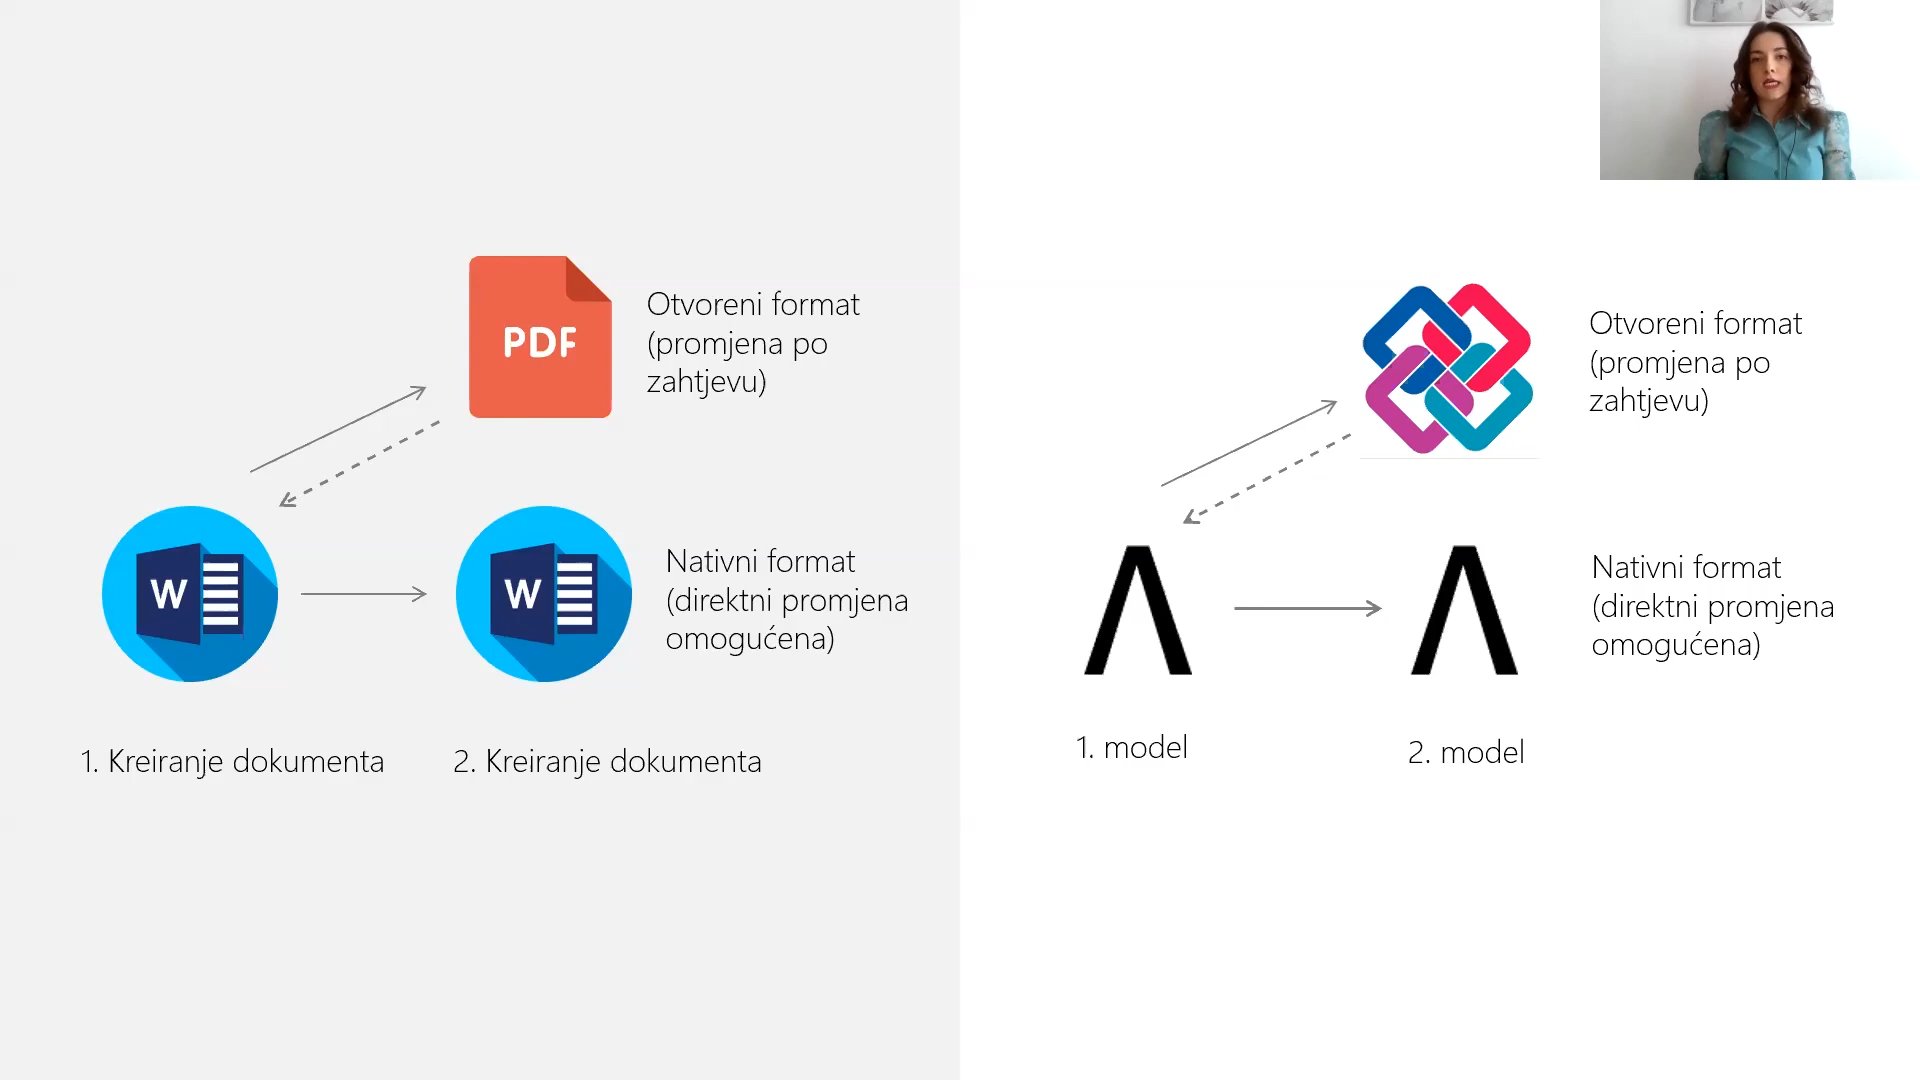 PDF
Otvoreni format
(promjena po
zahtjevu)
W
W
Nativni format
(direktni promjena
omogućena)
1. Kreiranje dokumenta
2. Kreiranje dokumenta
Otvoreni format
(promjena po
zahtjevu)
Nativni format
(direktni promjena
omogućena)
1. model
2. model